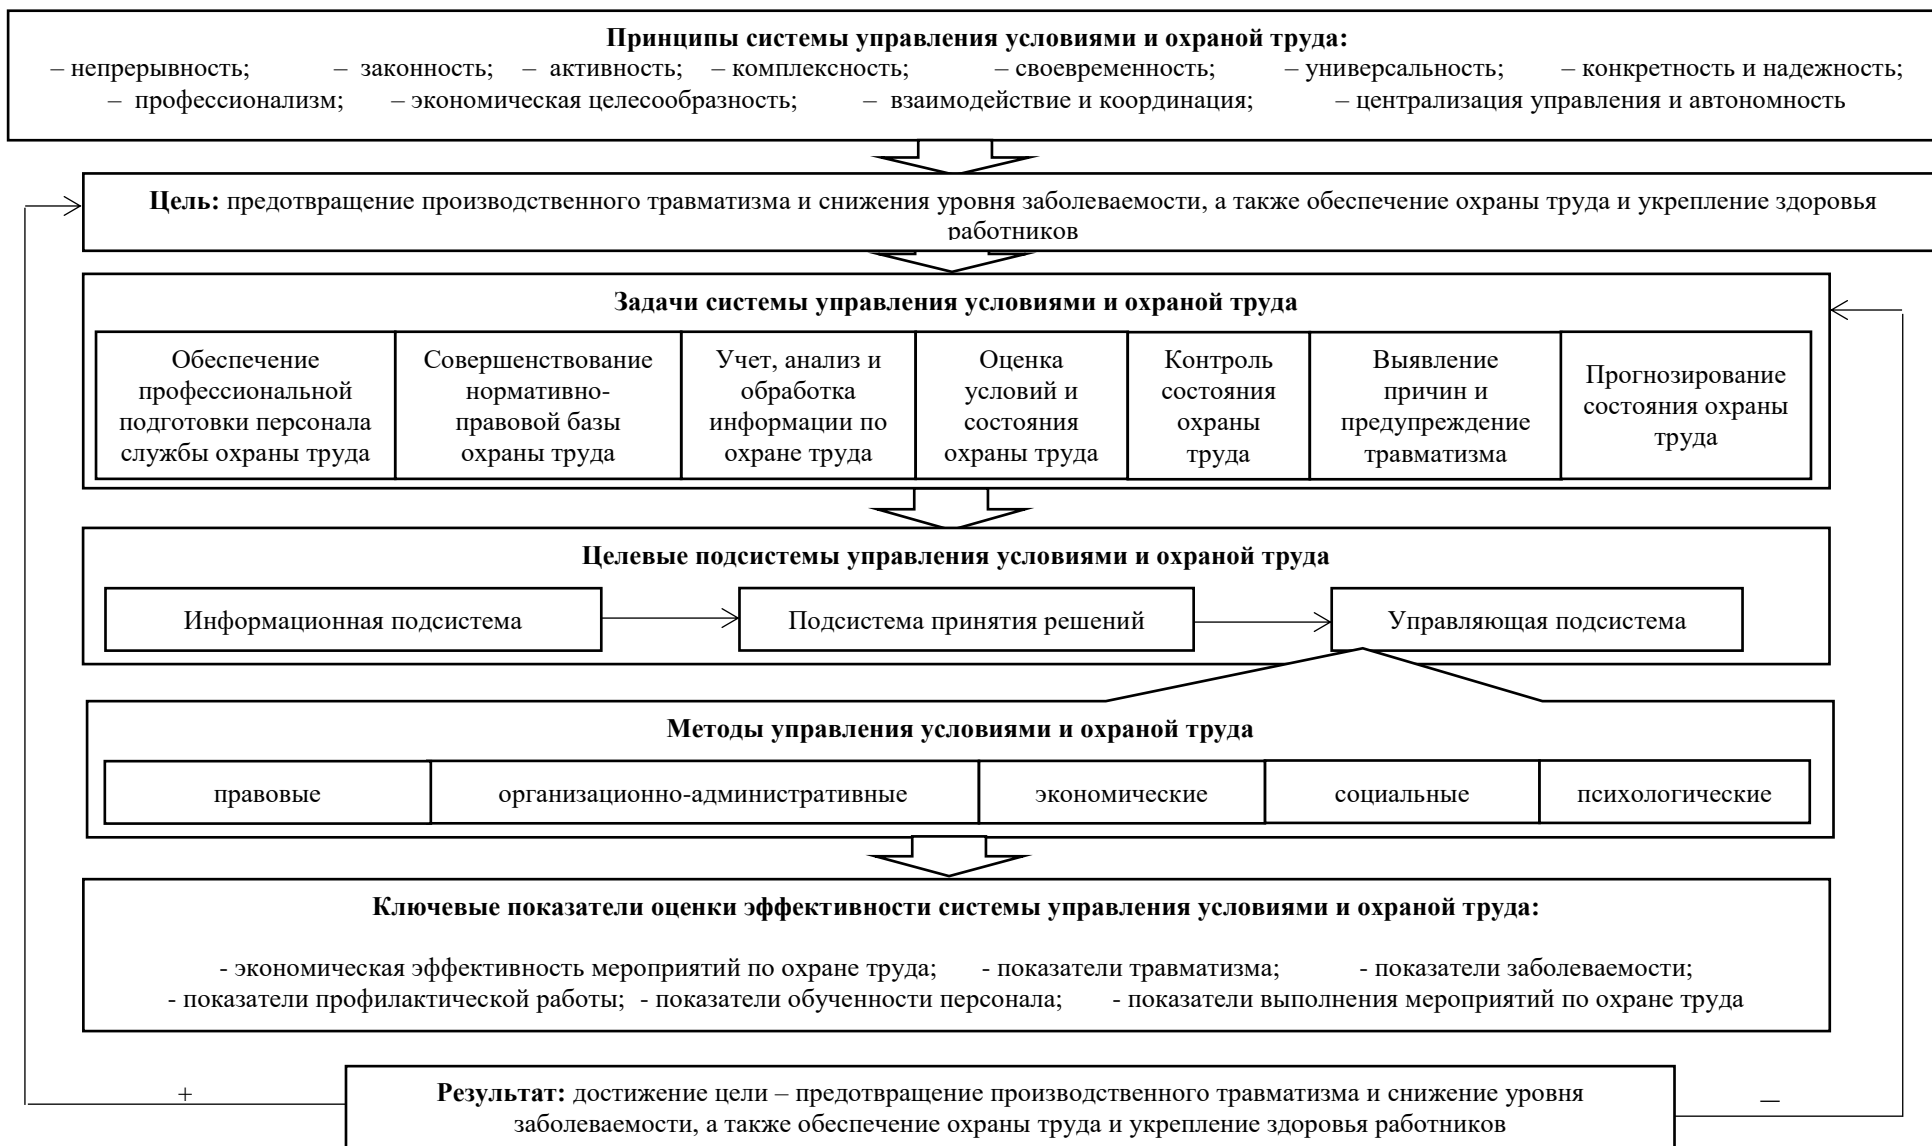 Принципы системы управления условиями и охраной труда:
– непрерывность; – законность; – активность; – комплексность; – своевременность; – универсальность; – конкретность и надежность;
– профессионализм; – экономическая целесообразность; – взаимодействие и координация; – централизация управления и автономность
Цель: предотвращение производственного травматизма и снижения уровня заболеваемости, а также обеспечение охраны труда и укрепление здоровья
работников
Задачи системы управления условиями и охраной труда
Обеспечение
профессиональной
подготовки персонала
службы охраны труда
Совершенствование
нормативно-
правовой базы
охраны труда
Учет, анализ и
обработка
информации по
охране труда
Оценка
условий и
состояния
охраны труда
Контроль
состояния
охраны
труда
Выявление
причин и
предупреждение
травматизма
Прогнозирование
состояния охраны
труда
Целевые подсистемы управления условиями и охраной труда
Информационная подсистема
Подсистема принятия решений
Управляющая подсистема
Методы управления условиями и охраной труда
правовые
организационно-административные
экономические
социальные
психологические
Ключевые показатели оценки эффективности системы управления условиями и охраной труда:
- экономическая эффективность мероприятий по охране труда; - показатели травматизма; - показатели заболеваемости;
- показатели профилактической работы; - показатели обученности персонала; - показатели выполнения мероприятий по охране труда
+
Результат: достижение цели – предотвращение производственного травматизма и снижение уровня
заболеваемости, а также обеспечение охраны труда и укрепление здоровья работников
—